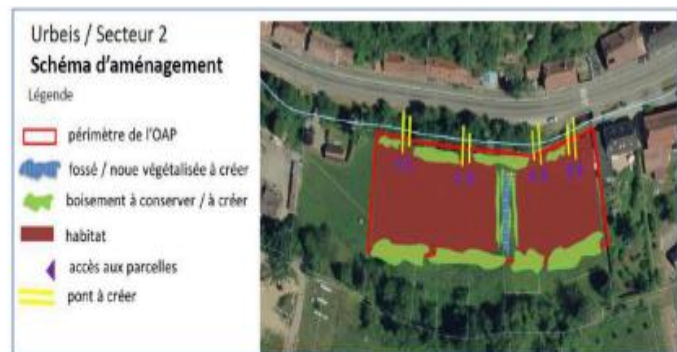 Urbeis / Secteur 2
Schéma d'aménagement
Légende
périmètre de l'OAP
fossé / noue végétalisée à créer
boisement à conserver / à créer
habitat
accès aux parcelles
pont à créer